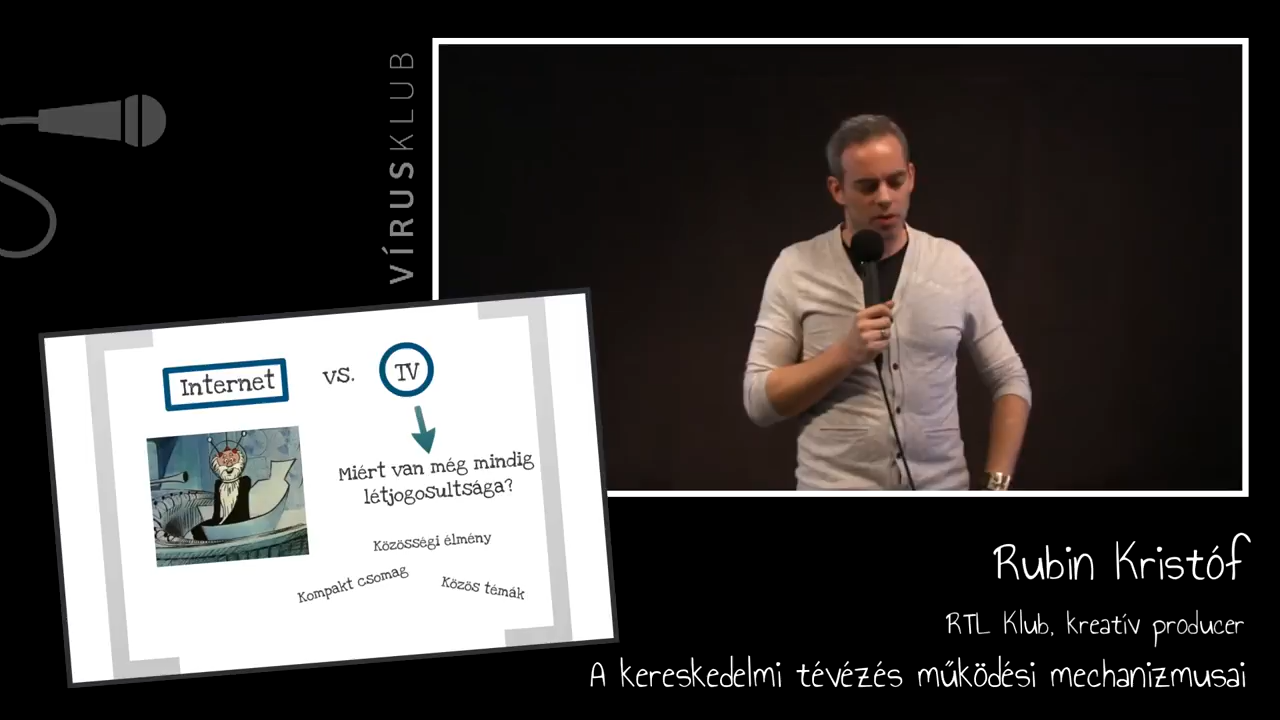 VÍRUSKLUB
Internet vs. TV
Miért van még mindig
létjogosultsága?
Közösségi élmény
Kompakt csomag
Közös témák
Rubin Kristóf
RTL Klub, kreatív producer
A kereskedelmi tévézés működési mechanizmusai